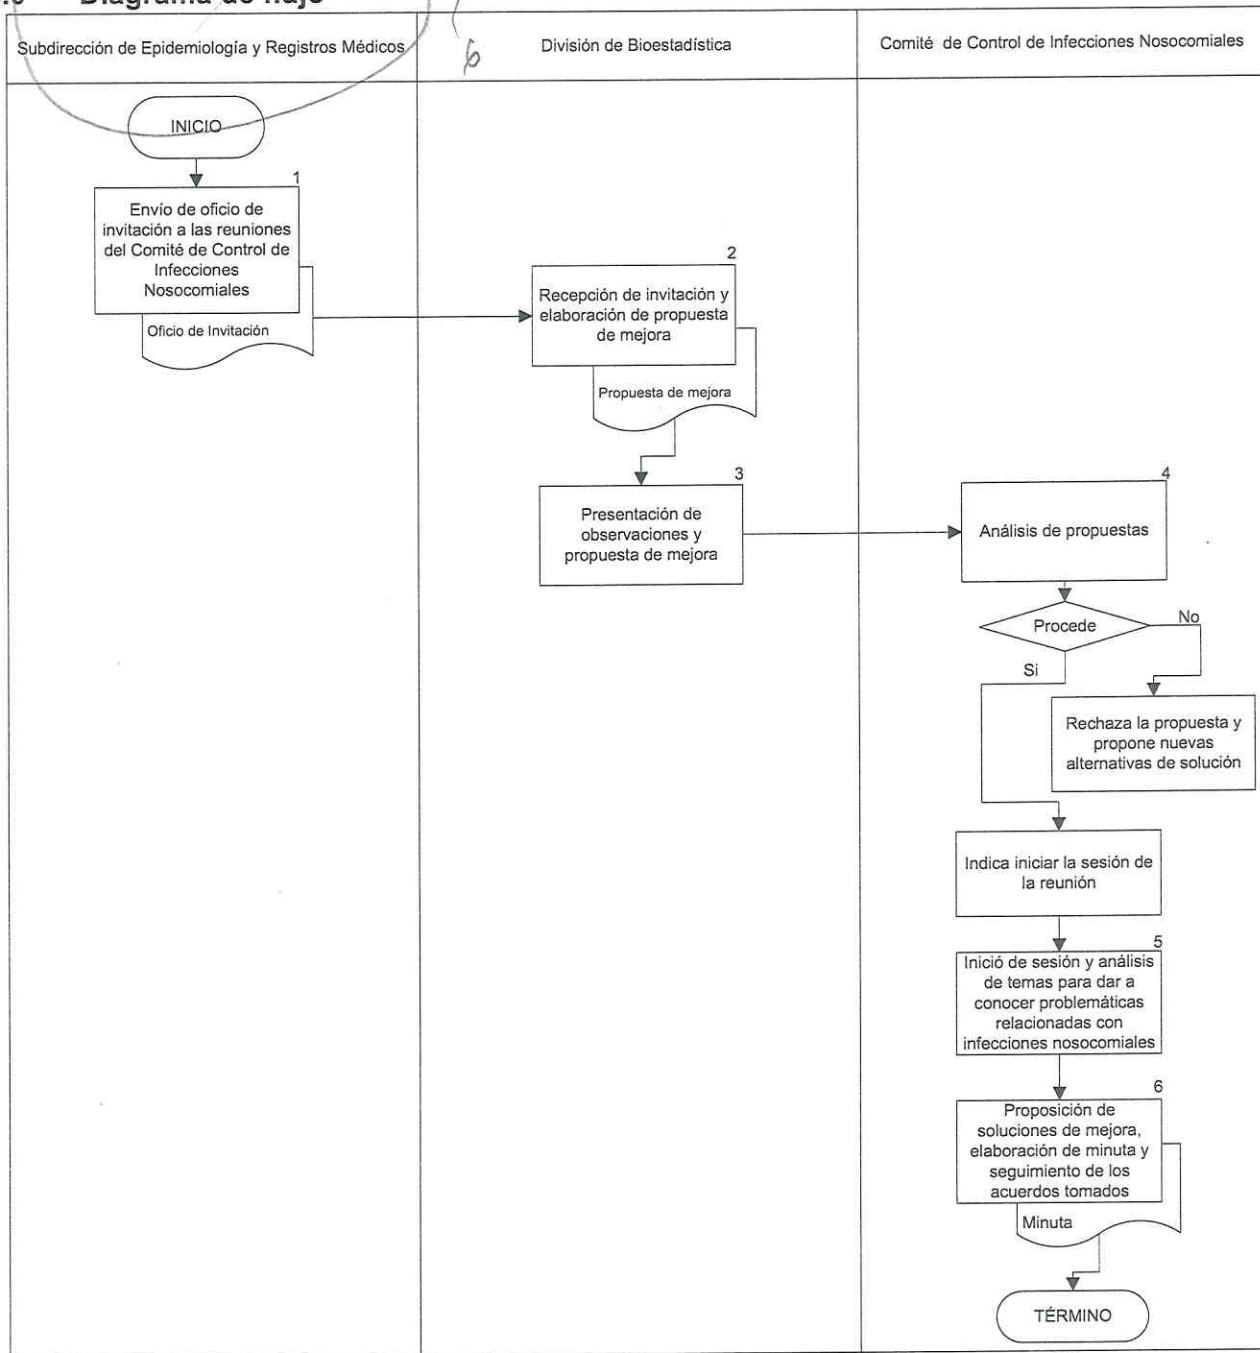 Diagrama de flujo
Subdirección de Epidemiología y Registros Médicos
6
División de Bioestadística
Comité de Control de Infecciones Nosocomiales
INICIO
1
Envío de oficio de
invitación a las reuniones
del Comité de Control de
Infecciones
Nosocomiales
Oficio de Invitación
2
Recepción de invitación y
elaboración de propuesta
de mejora
Propuesta de mejora
3
Presentación de
observaciones y
propuesta de mejora
4
Análisis de propuestas
Procede
No
Si
Rechaza la propuesta y
propone nuevas
alternativas de solución
Indica iniciar la sesión de
la reunión
5
Inició de sesión y análisis
de temas para dar a
conocer problemáticas
relacionadas con
infecciones nosocomiales
6
Proposición de
soluciones de mejora,
elaboración de minuta y
seguimiento de los
acuerdos tomados
Minuta
TÉRMINO